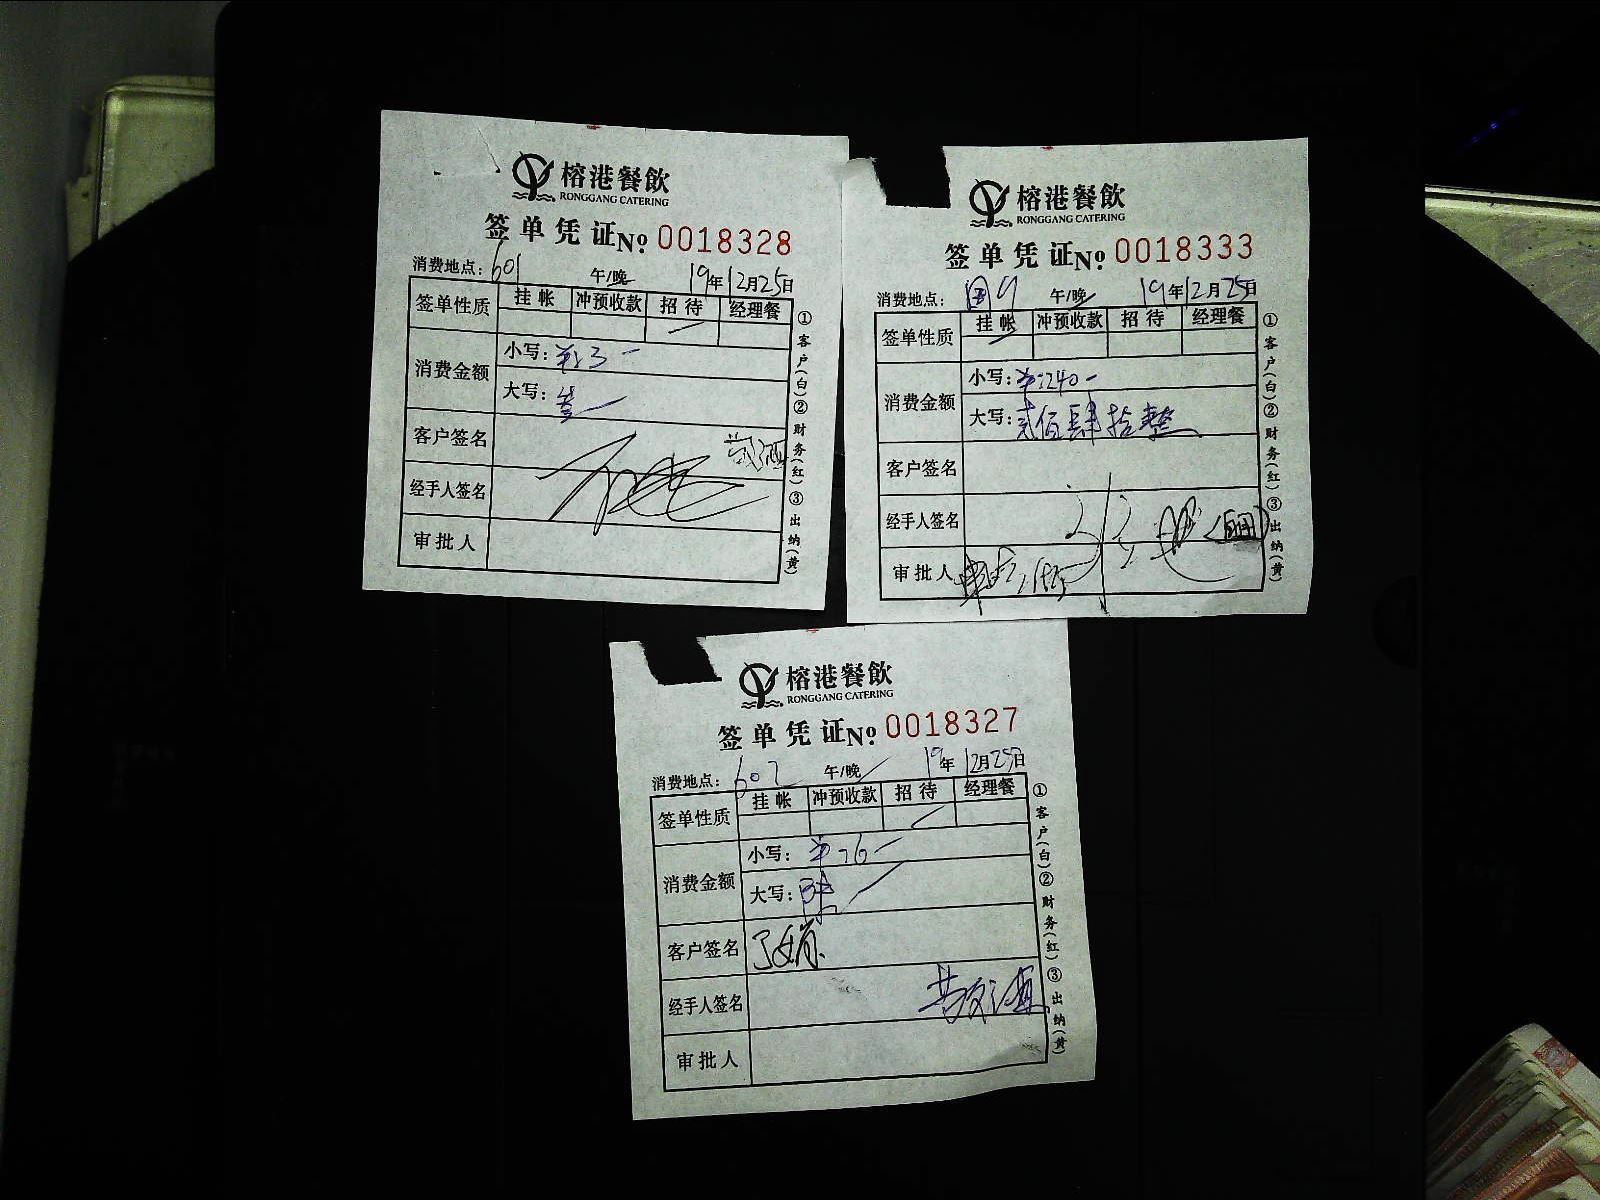 榕港餐飲
RONGGANG CATERING
签单凭证 № 0018328
消费地点：601 午/晚 19年12月25日
签单性质 挂帐 冲预收款 招待 经理餐
消费金额
小写：
大写：
客户签名
经手人签名
审批人
①客户(白)②财务(红)③出纳(黄)
榕港餐飲
RONGGANG CATERING
签单凭证 № 0018333
消费地点： 午/晚 19年12月25日
签单性质 挂帐 冲预收款 招待 经理餐
消费金额
小写：¥:240-
大写：贰佰肆拾整
客户签名
经手人签名
审批人
①客户(白)②财务(红)③出纳(黄)
榕港餐飲
RONGGANG CATERING
签单凭证 № 0018327
消费地点：602 午/晚 19年12月25日
签单性质 挂帐 冲预收款 招待 经理餐
消费金额
小写：
大写：
客户签名
经手人签名
审批人
①客户(白)②财务(红)③出纳(黄)